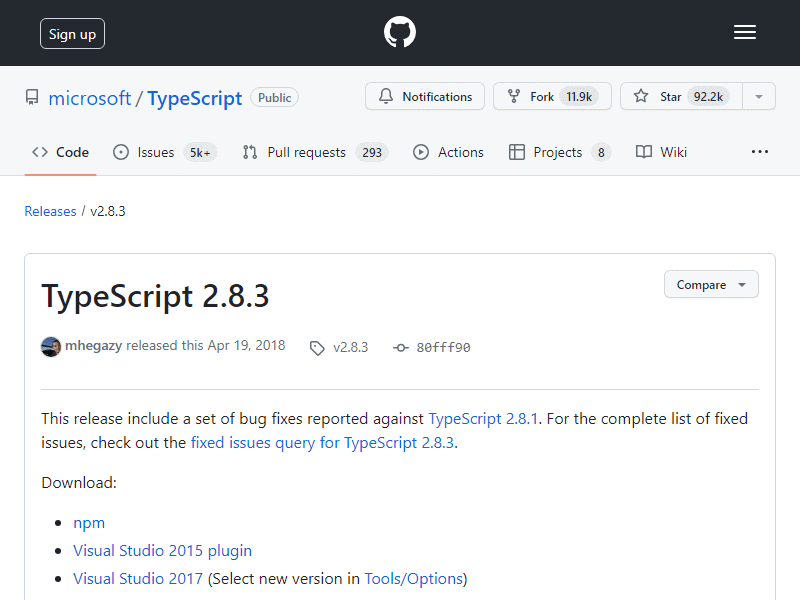 Sign up
microsoft / TypeScript Public
Notifications Fork 11.9k Star 92.2k
Code Issues 5k+ Pull requests 293 Actions Projects 8 Wiki
Releases / v2.8.3
TypeScript 2.8.3
Compare
mhegazy released this Apr 19, 2018 v2.8.3 80fff90
This release include a set of bug fixes reported against TypeScript 2.8.1. For the complete list of fixed
issues, check out the fixed issues query for TypeScript 2.8.3.
Download:
npm
Visual Studio 2015 plugin
Visual Studio 2017 (Select new version in Tools/Options)